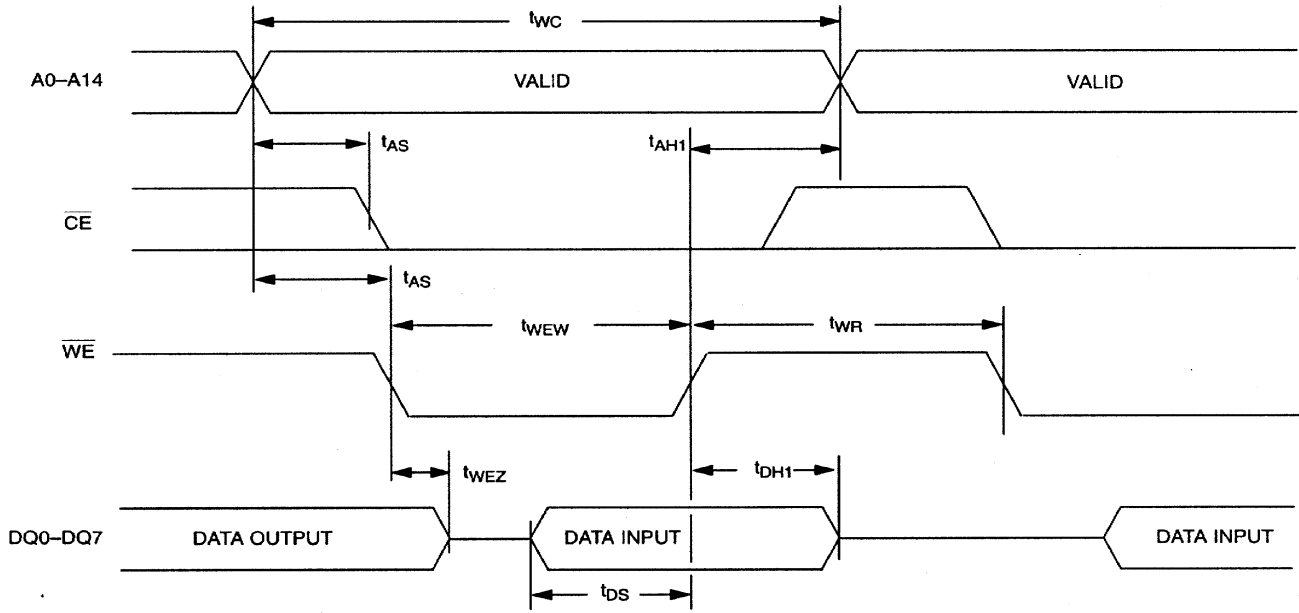 tWC
A0–A14 VALID VALID
tAS tAH1
CE
tAS
tWEW tWR
WE
tWEZ tDH1
DQ0–DQ7 DATA OUTPUT DATA INPUT DATA INPUT
tDS